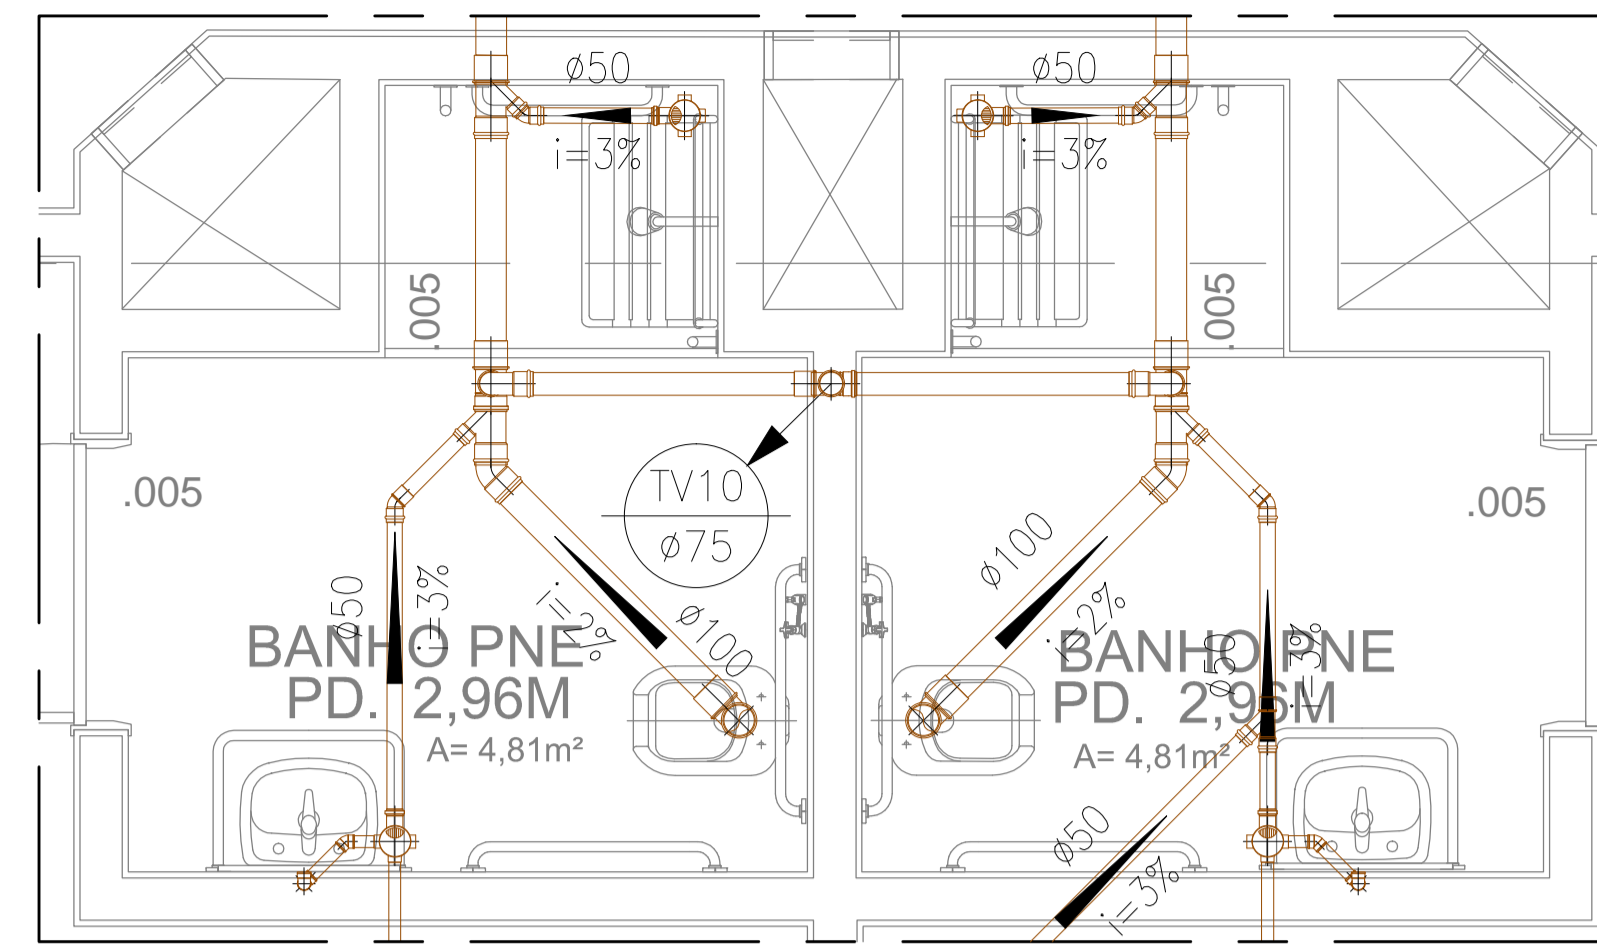 ø50
i=3%
ø50
i=3%
.005
.005
.005
TV10
ø75
.005
ø50
i=3%
i=2%
ø100
ø100
i=2%
ø50
i=3%
BANHO PNE
PD. 2,96M
A= 4,81m²
BANHO PNE
PD. 2,96M
A= 4,81m²
ø50
i=3%